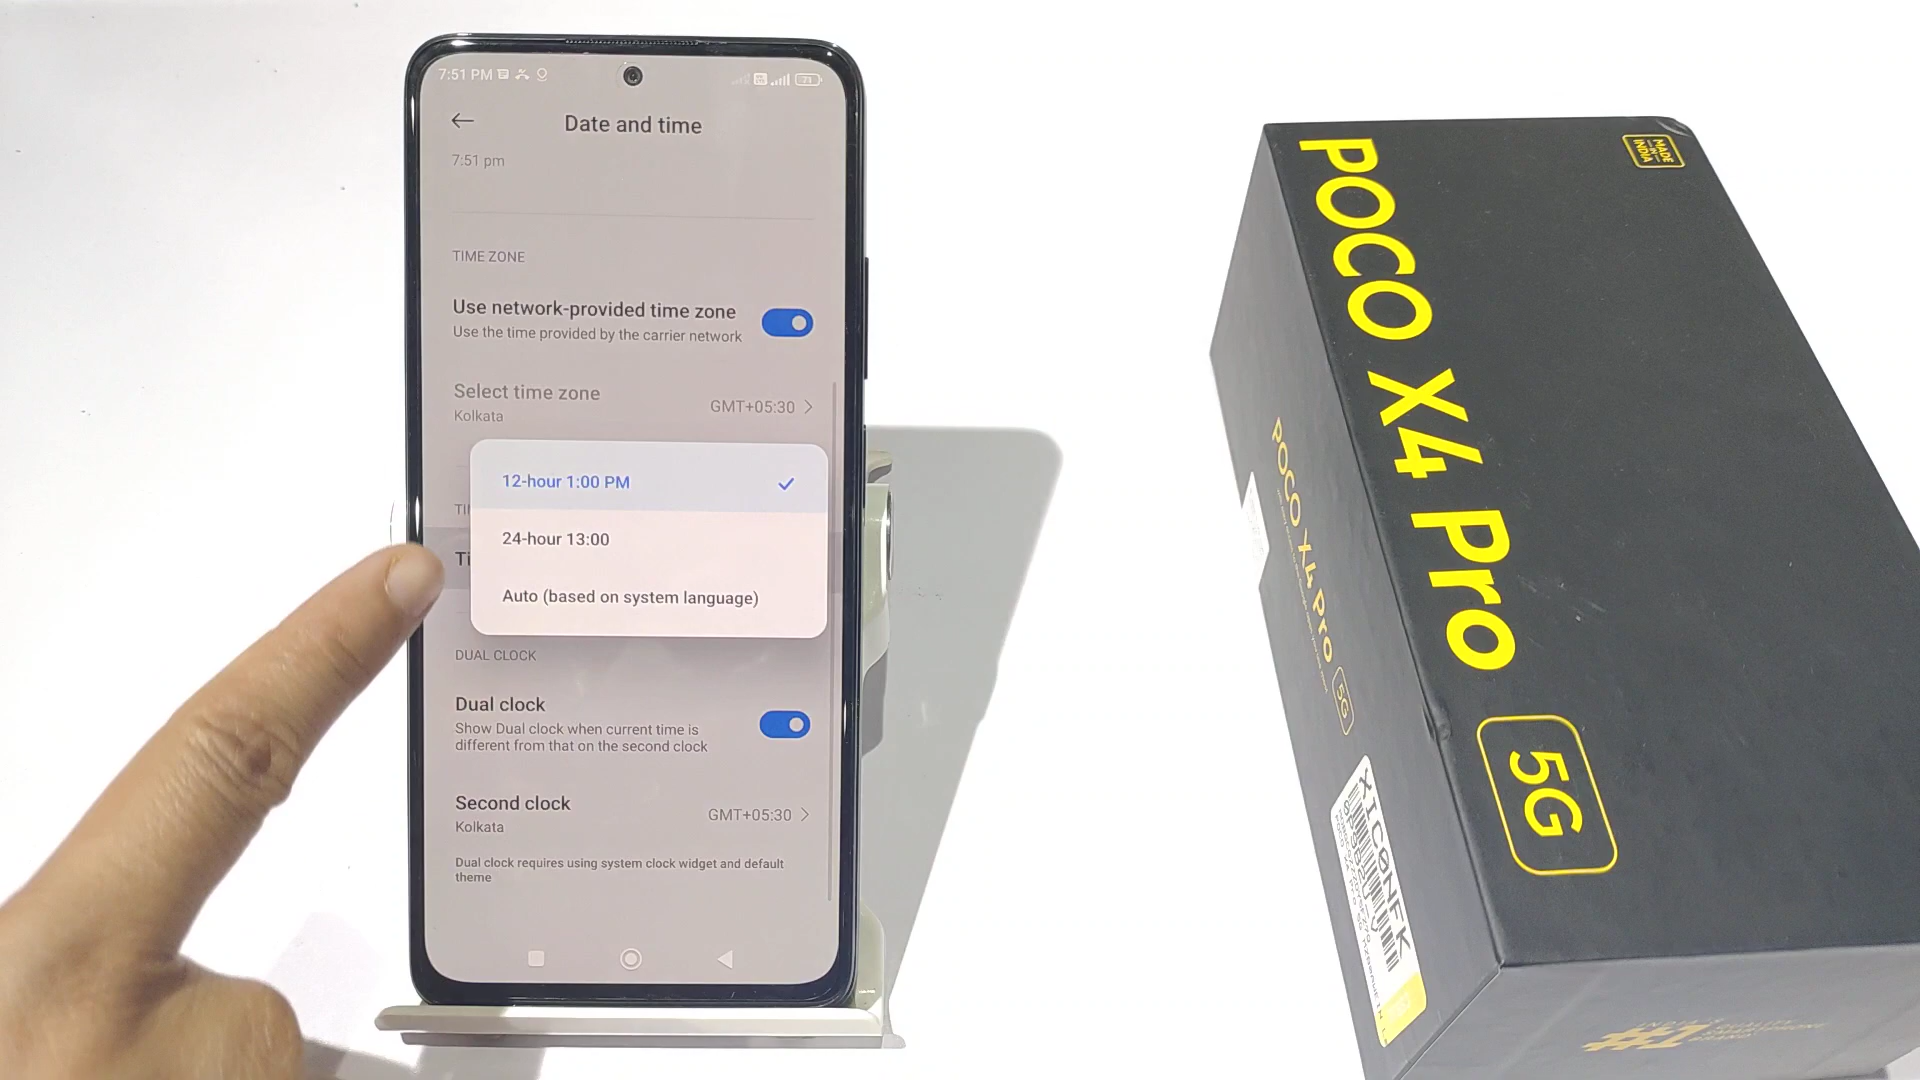 7:51 PM
21
Date and time
7:51 pm
TIME ZONE
Use network-provided time zone
Use the time provided by the carrier network
Select time zone
GMT+05:30
Kolkata
12-hour 1:00 PM
TI
24-hour 13:00
Ti
Auto (based on system language)
DUAL CLOCK
Dual clock
Show Dual clock when current time is
different from that on the second clock
Second clock
GMT+05:30
Kolkata
Dual clock requires using system clock widget and default
theme
MADE
IN
INDIA
POCO X4 Pro
5G
POCO X4 Pro 5G
XIC0NFK